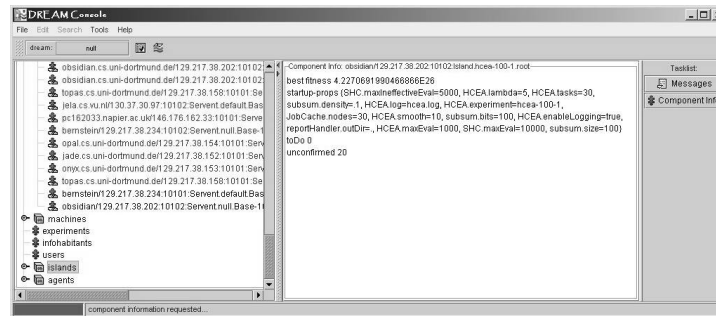 DREAM Console
File Edit Search Tools Help
dream: null
obsidian.cs.uni-dortmund.de/129.217.38.202:10102:
obsidian.cs.uni-dortmund.de/129.217.38.202:10102:
topas.cs.uni-dortmund.de/129.217.38.158:10101:Se
jela.cs.vu.nl/130.37.30.97:10102:Servent.default.Bas
pc162033.napier.ac.uk/146.176.162.33:10101:Serv
bernstein/129.217.38.234:10102:Servent.null.Base-1
opal.cs.uni-dortmund.de/129.217.38.154:10101:Serv
jade.cs.uni-dortmund.de/129.217.38.152:10101:Serv
onyx.cs.uni-dortmund.de/129.217.38.153:10101:Serv
topas.cs.uni-dortmund.de/129.217.38.158:10101:Se
bernstein/129.217.38.234:10101:Servent.default.Bas
obsidian/129.217.38.202:10102:Servent.null.Base-1
machines
experiments
infohabitants
users
islands
agents
Component Info: obsidian/129.217.38.202:10102:Island.hcea-100-1.root
bestfitness 4.2270691990466866E26
startup-props {SHC.maxIneffectiveEval=5000, HCEA.lambda=5, HCEA.tasks=30,
subsum.density=.1, HCEA.log=hcea.log, HCEA.experiment=hcea-100-1,
JobCache.nodes=30, HCEA.smooth=10, subsum.bits=100, HCEA.enableLogging=true,
reportHandler.outDir=., HCEA.maxEval=1000, SHC.maxEval=10000, subsum.size=100}
toDo 0
unconfirmed 20
Tasklist:
Messages
Component Inf
component information requested...